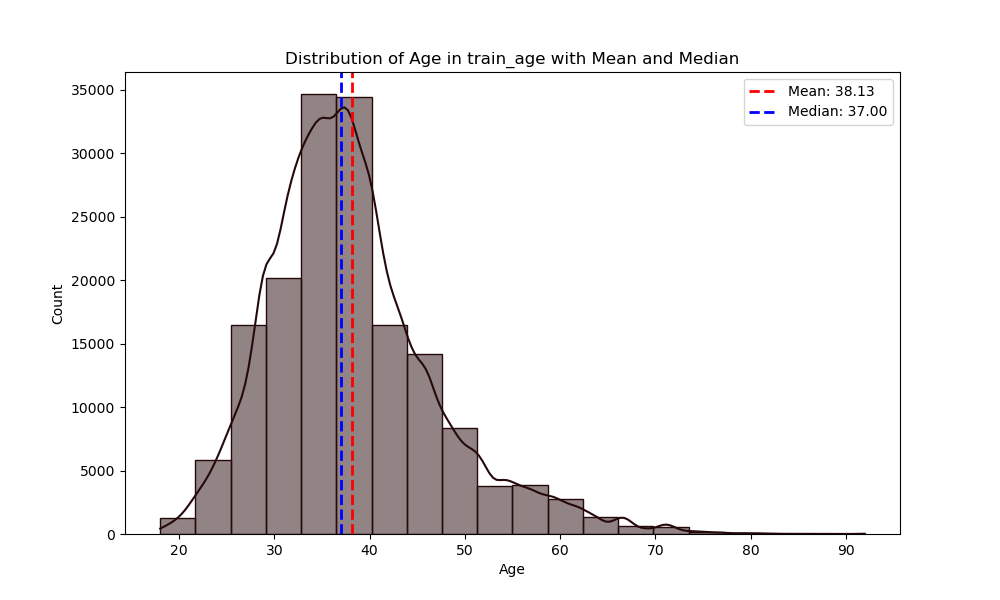 Distribution of Age in train_age with Mean and Median
Mean: 38.13
Median: 37.00
35000
30000
25000
20000
15000
10000
5000
0
Count
20 30 40 50 60 70 80 90
Age